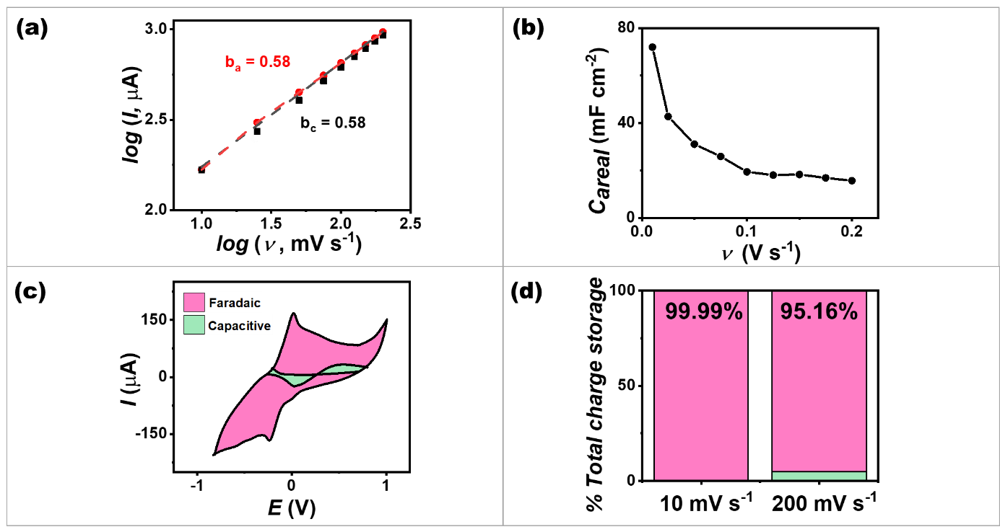 (a)
3.0
2.5
2.0
log (I, μA)
b_a = 0.58
b_c = 0.58
1.0 1.5 2.0 2.5
log (ν, mV s⁻¹)
(b)
80
40
0
C_areal (mF cm⁻²)
0.0 0.1 0.2
ν (V s⁻¹)
(c)
Faradaic
Capacitive
150
0
-150
I (μA)
-1 0 1
E (V)
(d)
100
50
0
% Total charge storage
99.99% 95.16%
10 mV s⁻¹ 200 mV s⁻¹